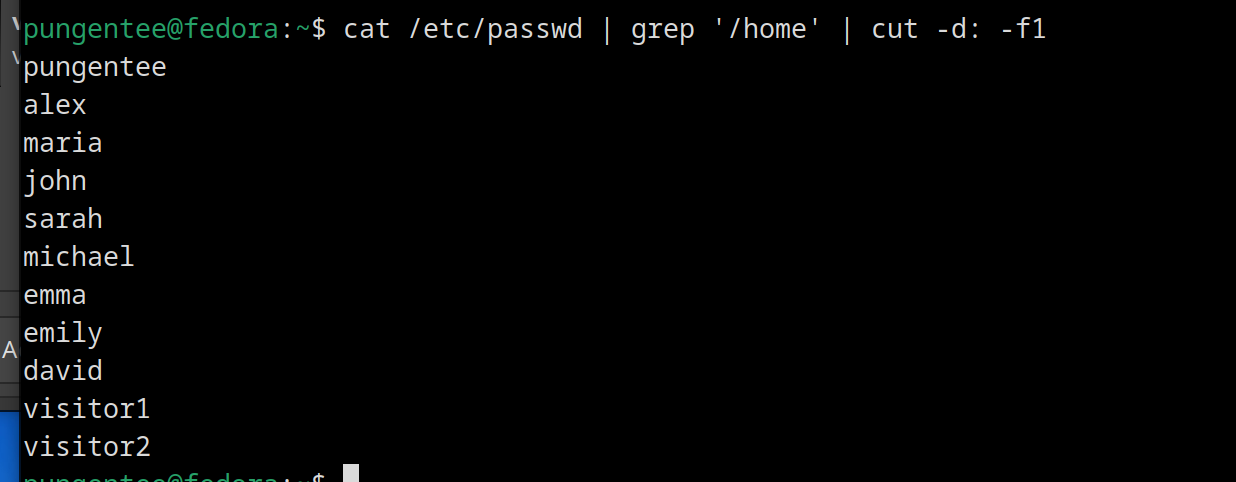 pungentee@fedora:~$ cat /etc/passwd | grep '/home' | cut -d: -f1
pungentee
alex
maria
john
sarah
michael
emma
emily
david
visitor1
visitor2
pungentee@fedora:~$
A